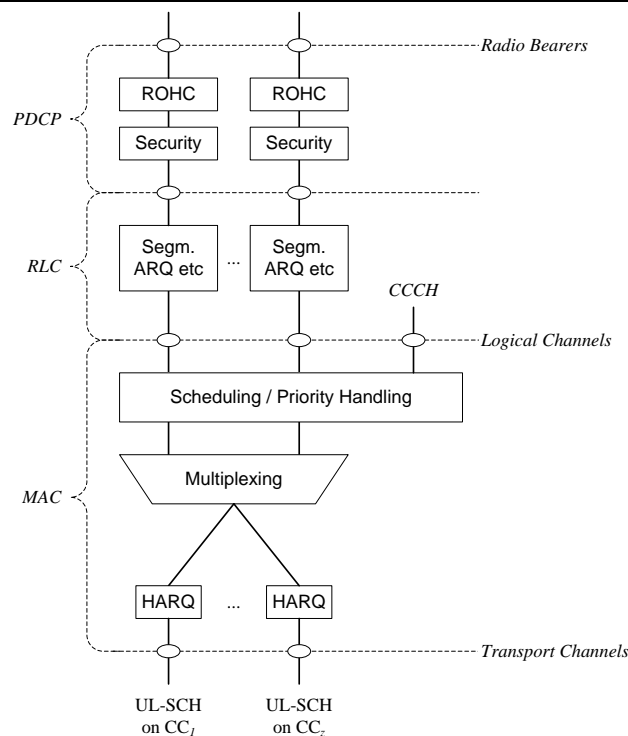 Radio Bearers
ROHC ROHC
PDCP
Security Security
Segm. ARQ etc ... Segm. ARQ etc
RLC
CCCH
Logical Channels
Scheduling / Priority Handling
Multiplexing
MAC
HARQ ... HARQ
Transport Channels
UL-SCH UL-SCH
on CC1 on CCz